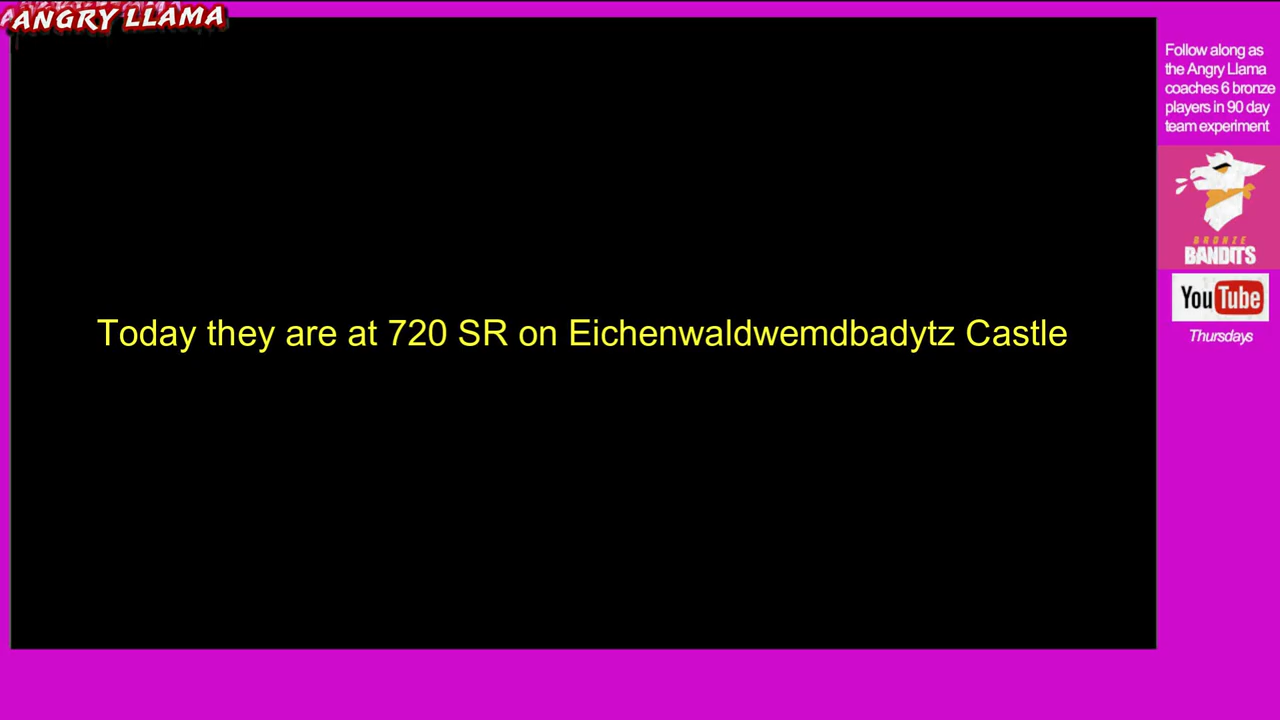 ANGRY LLAMA
Follow along as
the Angry Llama
coaches 6 bronze
players in 90 day
team experiment
BRONZE
BANDITS
YouTube
Thursdays
Today they are at 720 SR on Eichenwaldwemdbadytz Castle